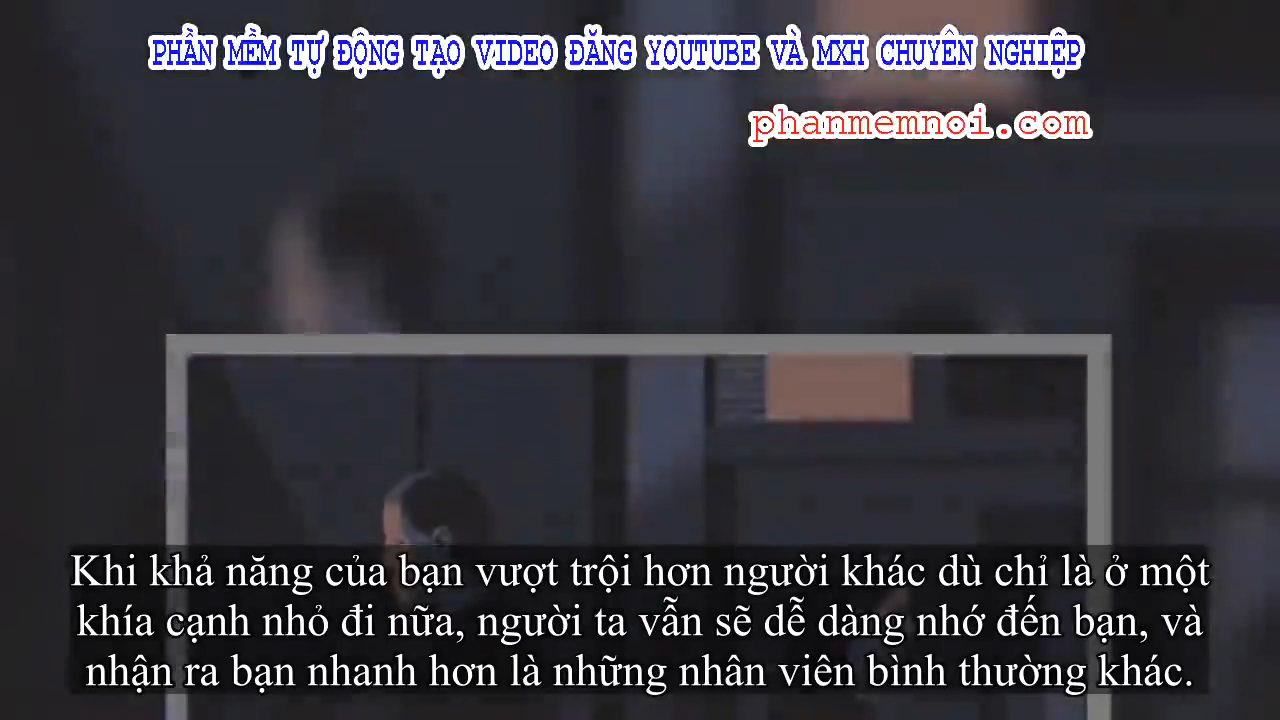 PHẦN MỀM TỰ ĐỘNG TẠO VIDEO ĐĂNG YOUTUBE VÀ MXH CHUYÊN NGHIỆP
phanmemnoi.com
Khi khả năng của bạn vượt trội hơn người khác dù chỉ là ở một
khía cạnh nhỏ đi nữa, người ta vẫn sẽ dễ dàng nhớ đến bạn, và
nhận ra bạn nhanh hơn là những nhân viên bình thường khác.